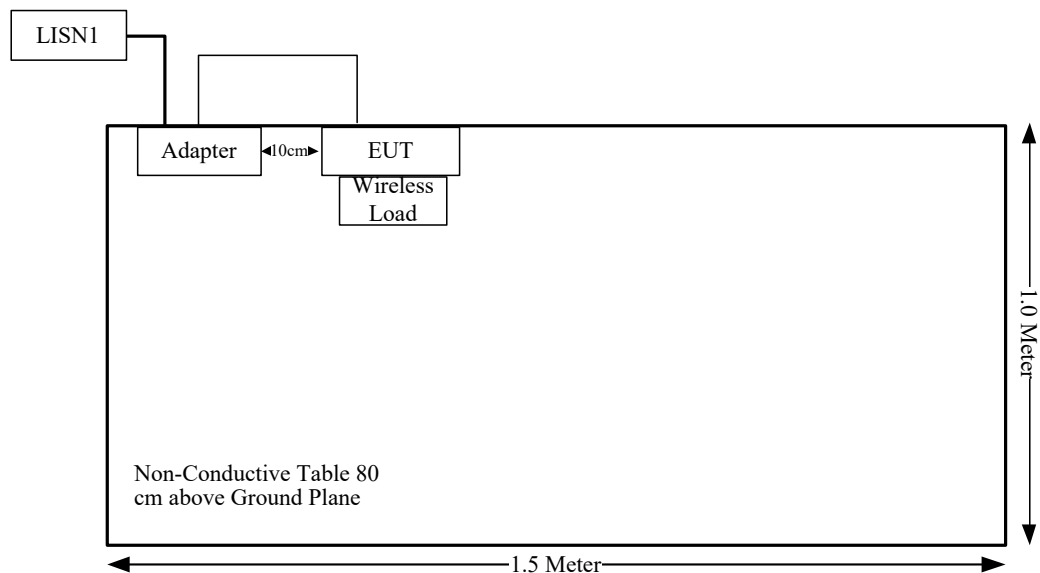 LISN1
Adapter
10cm
EUT
Wireless
Load
1.0 Meter
Non-Conductive Table 80
cm above Ground Plane
1.5 Meter